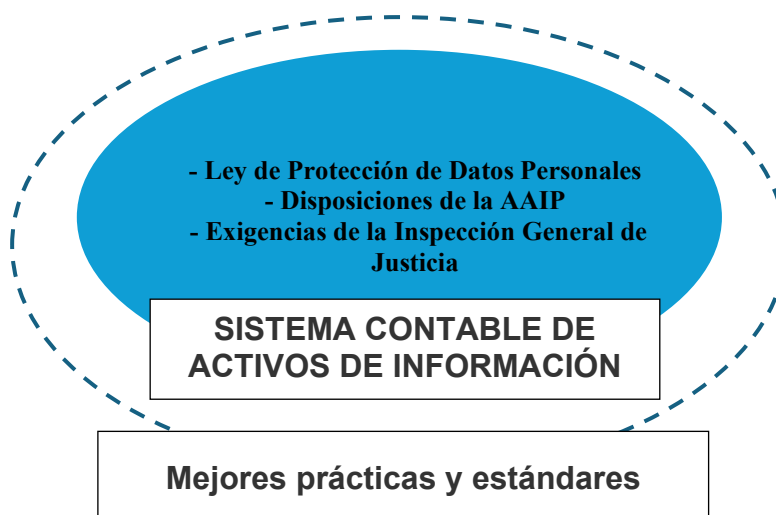 - Ley de Protección de Datos Personales
- Disposiciones de la AAIP
- Exigencias de la Inspección General de
Justicia
SISTEMA CONTABLE DE
ACTIVOS DE INFORMACIÓN
Mejores prácticas y estándares